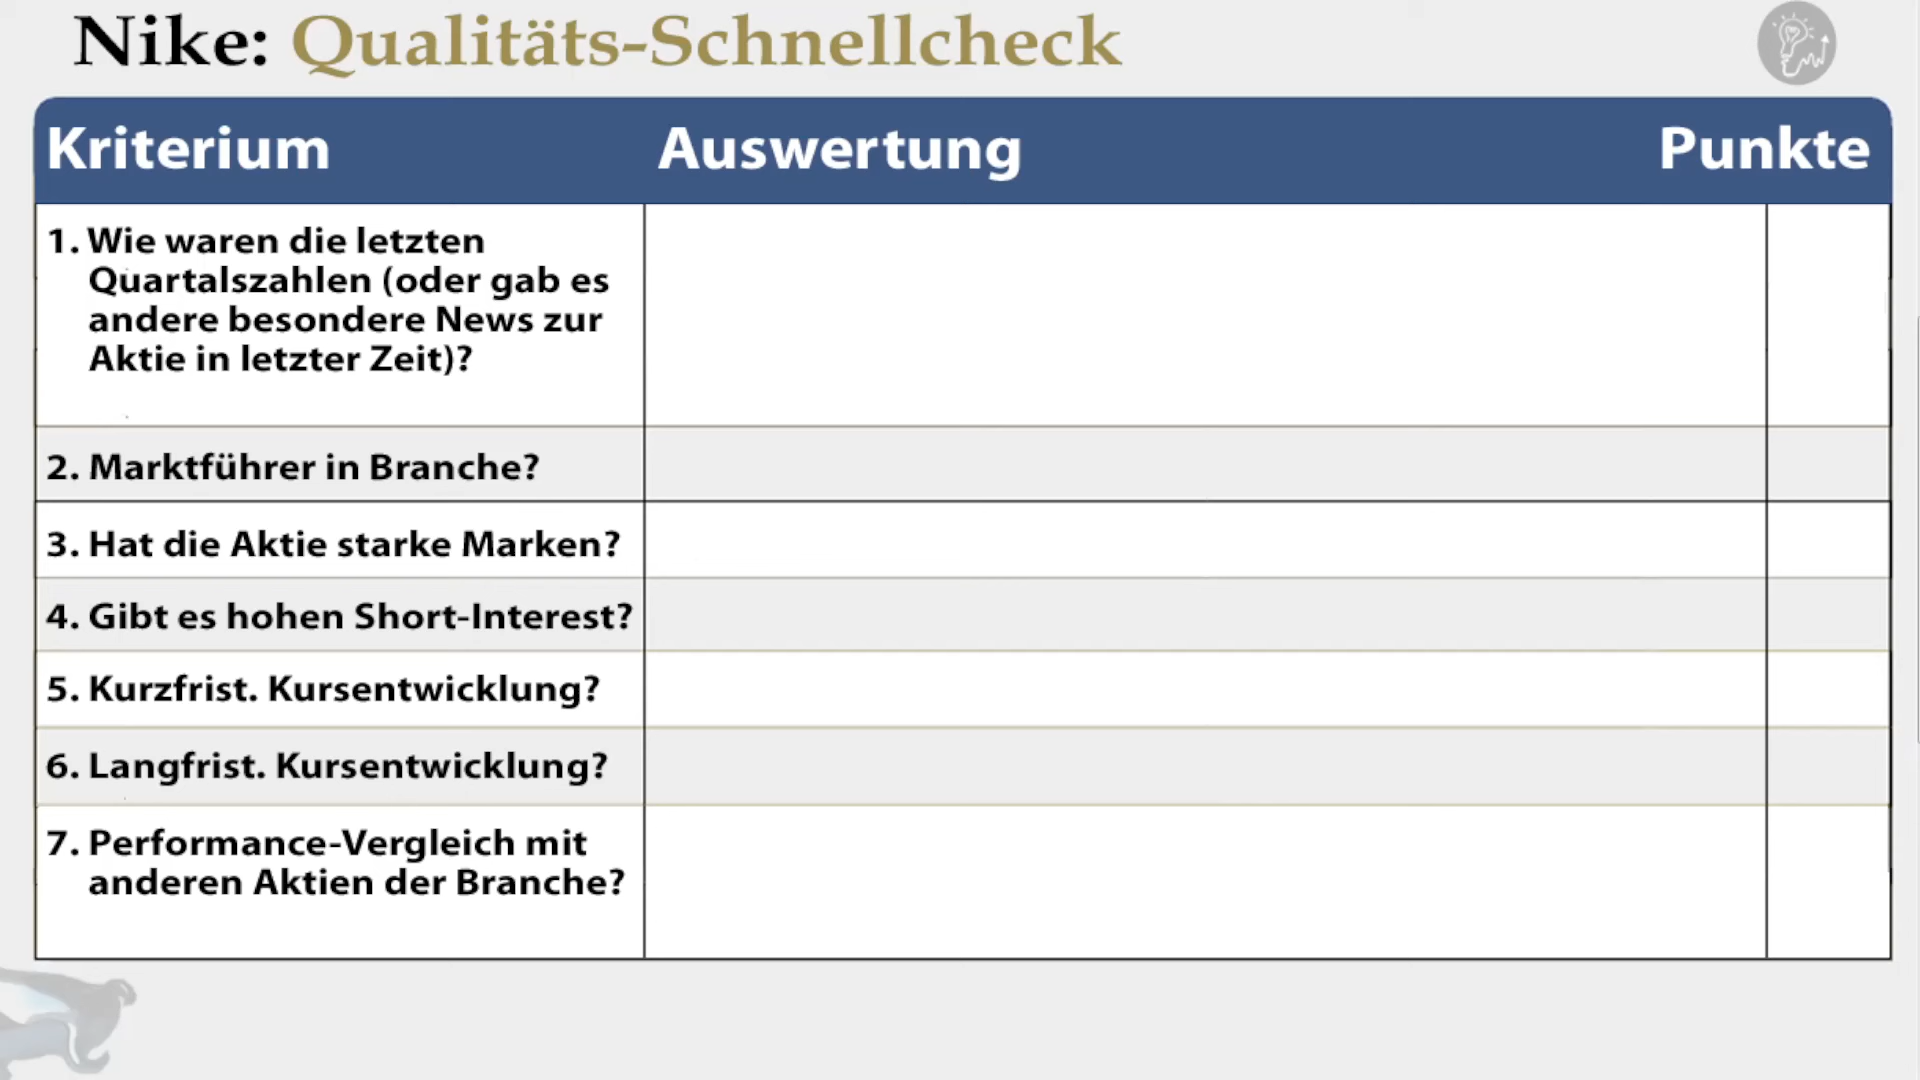 Nike: Qualitäts-Schnellcheck
Kriterium Auswertung Punkte
1. Wie waren die letzten
Quartalszahlen (oder gab es
andere besondere News zur
Aktie in letzter Zeit)?
2. Marktführer in Branche?
3. Hat die Aktie starke Marken?
4. Gibt es hohen Short-Interest?
5. Kurzfrist. Kursentwicklung?
6. Langfrist. Kursentwicklung?
7. Performance-Vergleich mit
anderen Aktien der Branche?